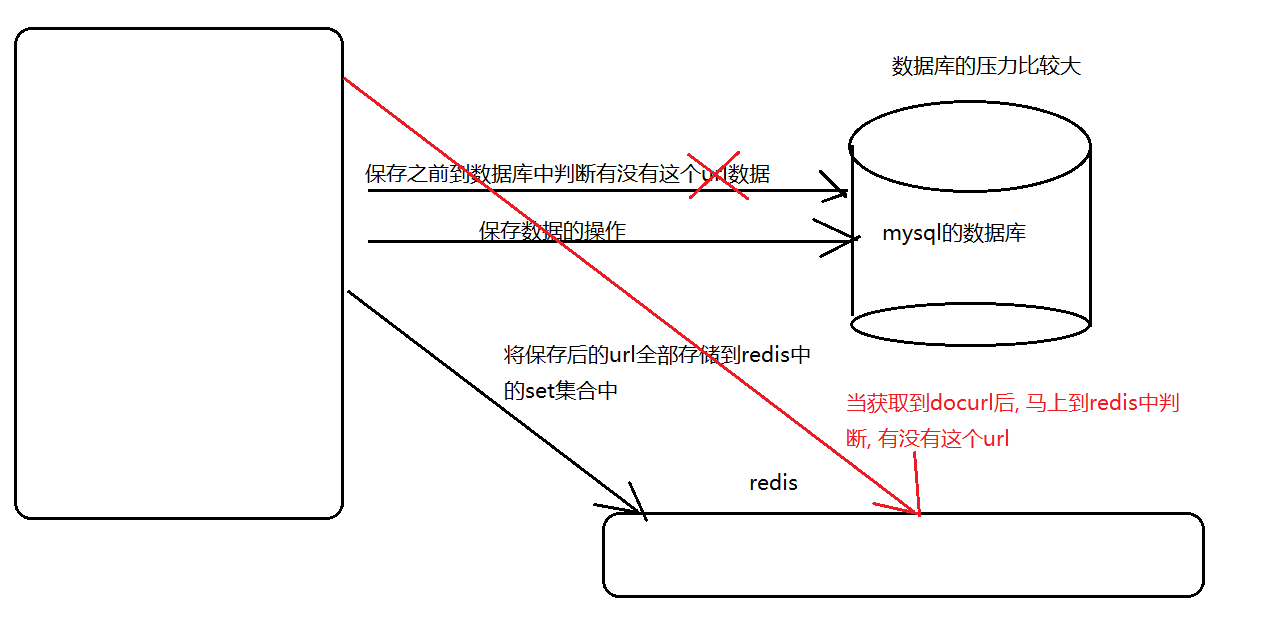 数据库的压力比较大
保存之前到数据库中判断有没有这个url数据
保存数据的操作
mysql的数据库
将保存后的url全部存储到redis中
的set集合中
当获取到docurl后, 马上到redis中判
断, 有没有这个url
redis